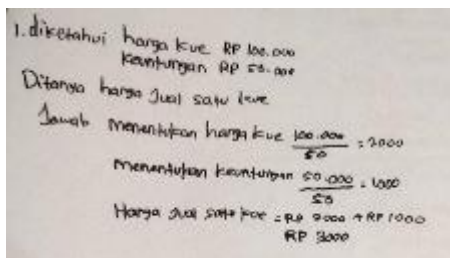 1. diketahui harga kue RP 100.000
keuntungan RP 50.000
Ditanya harga Jual satu kue
Jawab menentukan harga kue 100.000 / 50 = 2000
menentukan keuntungan 50.000 / 50 = 1000
Harga Jual satu kue = RP 2000 + RP 1000
RP 3000